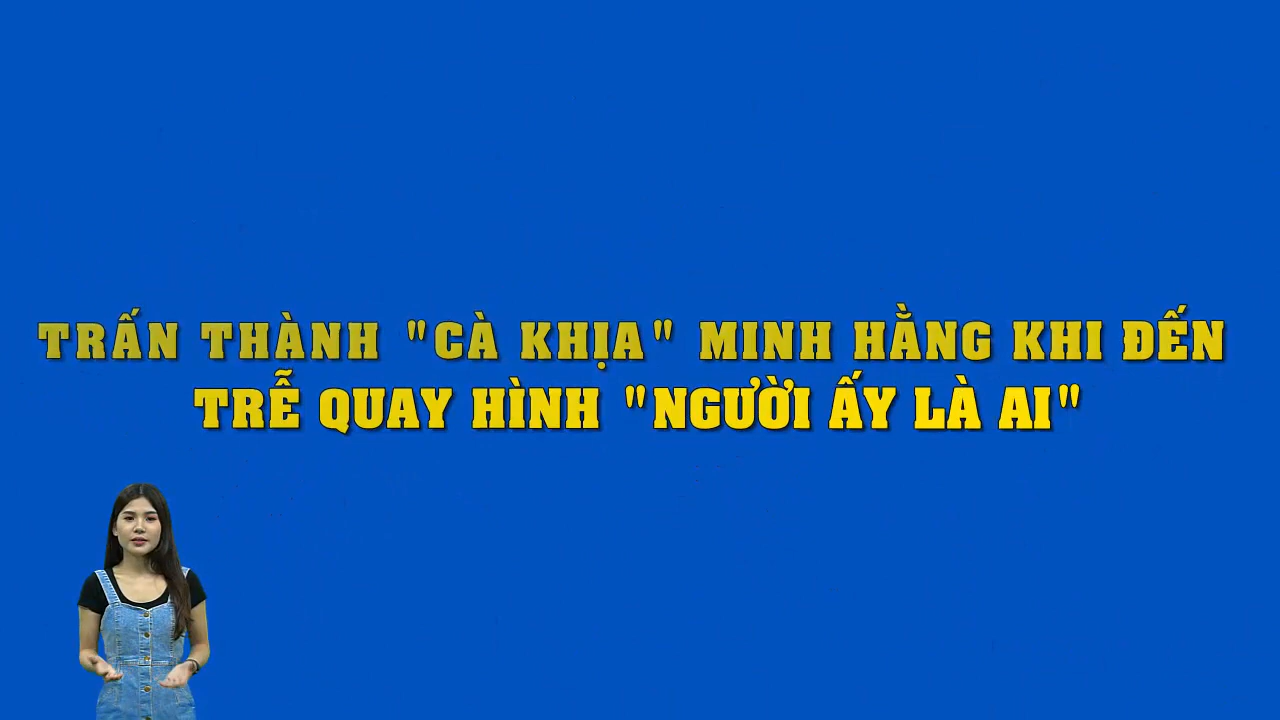 TRẤN THÀNH "CÀ KHỊA" MINH HẰNG KHI ĐẾN
TRỄ QUAY HÌNH "NGƯỜI ẤY LÀ AI"